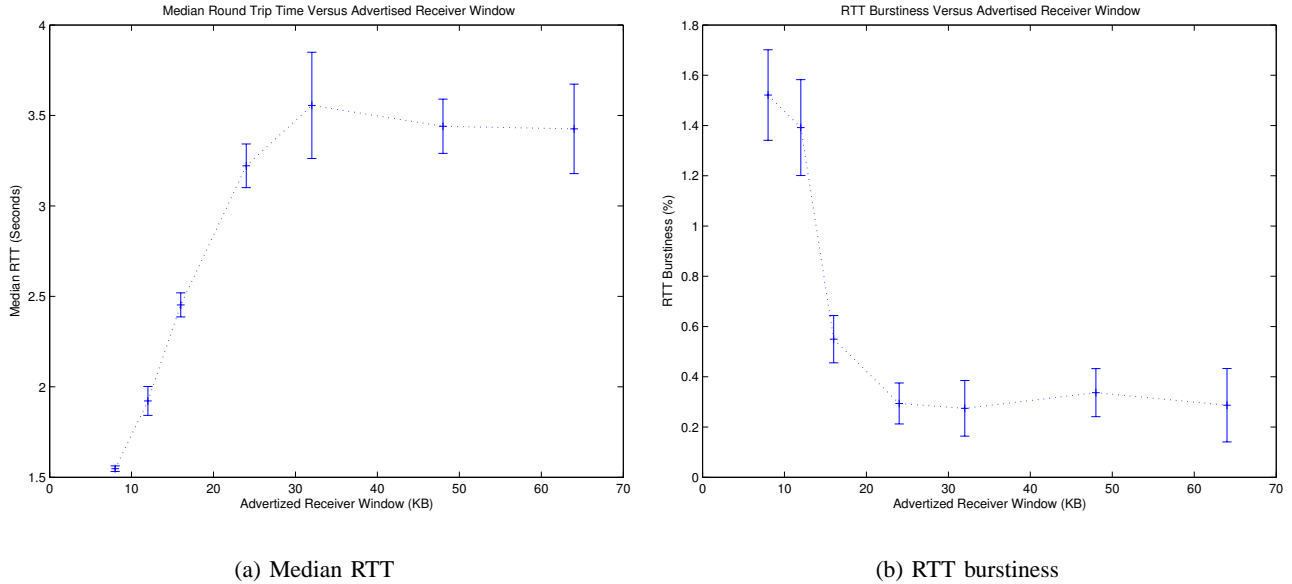 Median Round Trip Time Versus Advertised Receiver Window
4
3.5
3
2.5
2
1.5
Median RTT (Seconds)
0 10 20 30 40 50 60 70
Advertized Receiver Window (KB)
(a) Median RTT
RTT Burstiness Versus Advertised Receiver Window
1.8
1.6
1.4
1.2
1
0.8
0.6
0.4
0.2
0
RTT Burstiness (%)
0 10 20 30 40 50 60 70
Advertized Receiver Window (KB)
(b) RTT burstiness